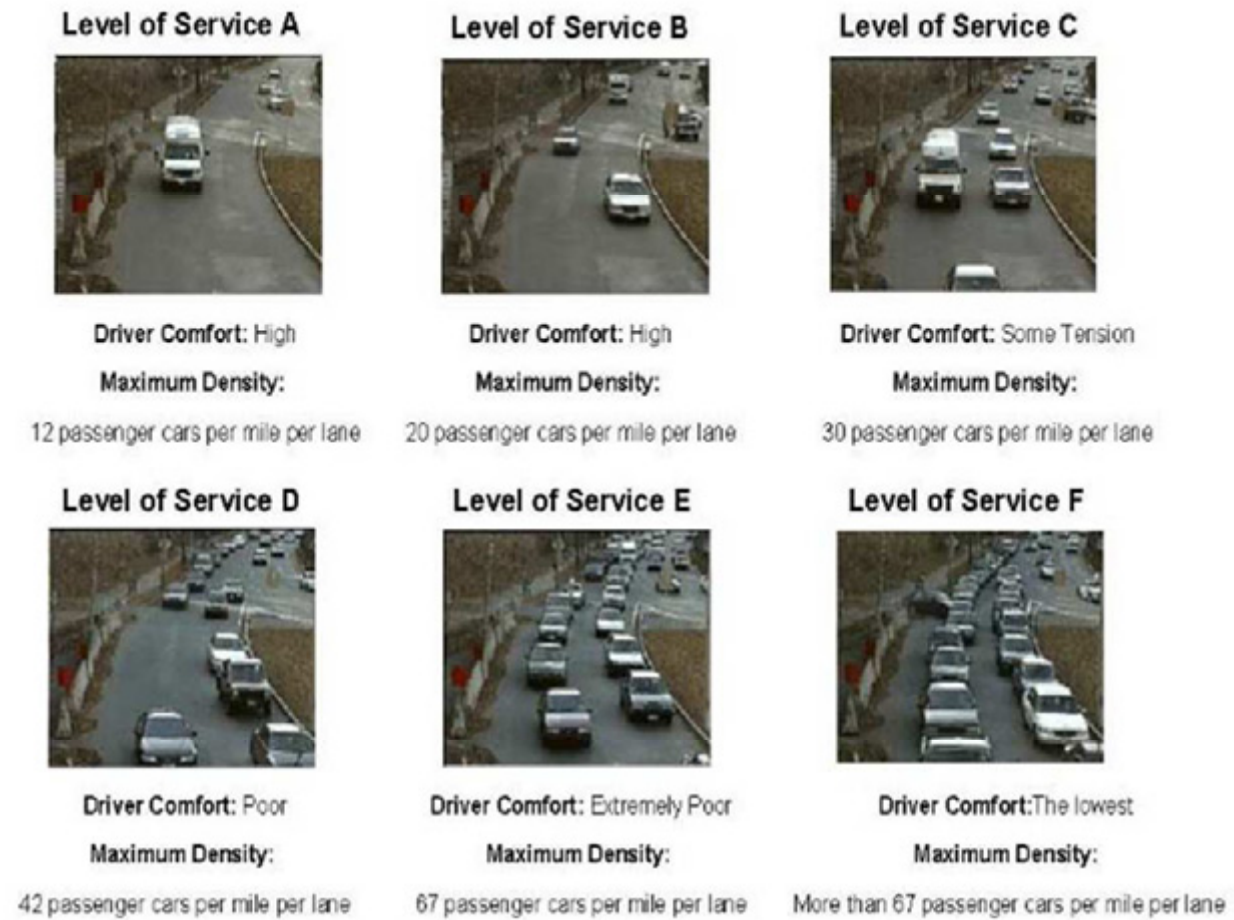 Level of Service A
Level of Service B
Level of Service C
Driver Comfort: High
Driver Comfort: High
Driver Comfort: Some Tension
Maximum Density:
Maximum Density:
Maximum Density:
12 passenger cars per mile per lane
20 passenger cars per mile per lane
30 passenger cars per mile per lane
Level of Service D
Level of Service E
Level of Service F
Driver Comfort: Poor
Driver Comfort: Extremely Poor
Driver Comfort:The lowest
Maximum Density:
Maximum Density:
Maximum Density:
42 passenger cars per mile per lane
67 passenger cars per mile per lane
More than 67 passenger cars per mile per lane